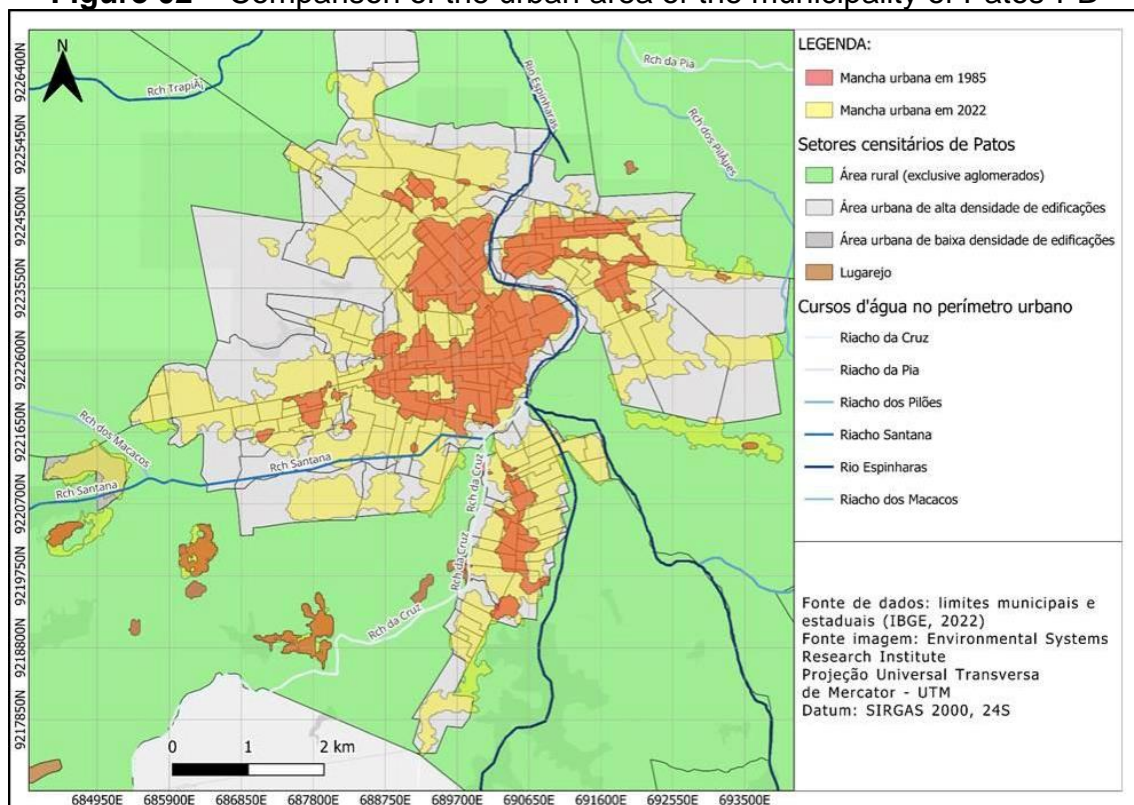 Comparison of the urban area of the municipality of Patos
N
9226400N
9225450N
9224500N
9223550N
9222600N
9221650N
9220700N
9219750N
9218800N
9217850N
Rch da Pia
Rio Espinharas
Rch dos PilÃµes
Rch dos Macacos
Rch Santana
Rch Santana
Rch da Cruz
Rch da Cruz
Rch da Cruz
0 1 2 km
684950E 685900E 686850E 687800E 688750E 689700E 690650E 691600E 692550E 693500E
LEGENDA:
Mancha urbana em 1985
Mancha urbana em 2022
Setores censitários de Patos
Área rural (exclusive aglomerados)
Área urbana de alta densidade de edificações
Área urbana de baixa densidade de edificações
Lugarejo
Cursos d'água no perímetro urbano
Riacho da Cruz
Riacho da Pia
Riacho dos Pilões
Riacho Santana
Rio Espinharas
Riacho dos Macacos
Fonte de dados: limites municipais e
estaduais (IBGE, 2022)
Fonte imagem: Environmental Systems
Research Institute
Projeção Universal Transversa
de Mercator - UTM
Datum: SIRGAS 2000, 24S